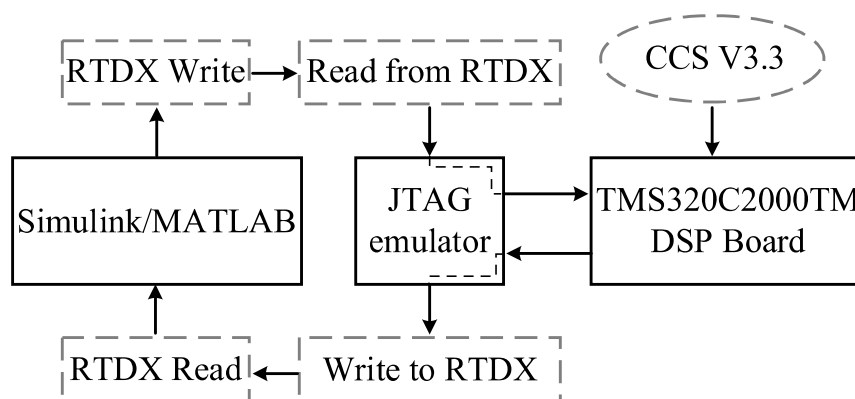 RTDX Write
Read from RTDX
CCS V3.3
Simulink/MATLAB
JTAG
emulator
TMS320C2000TM
DSP Board
RTDX Read
Write to RTDX